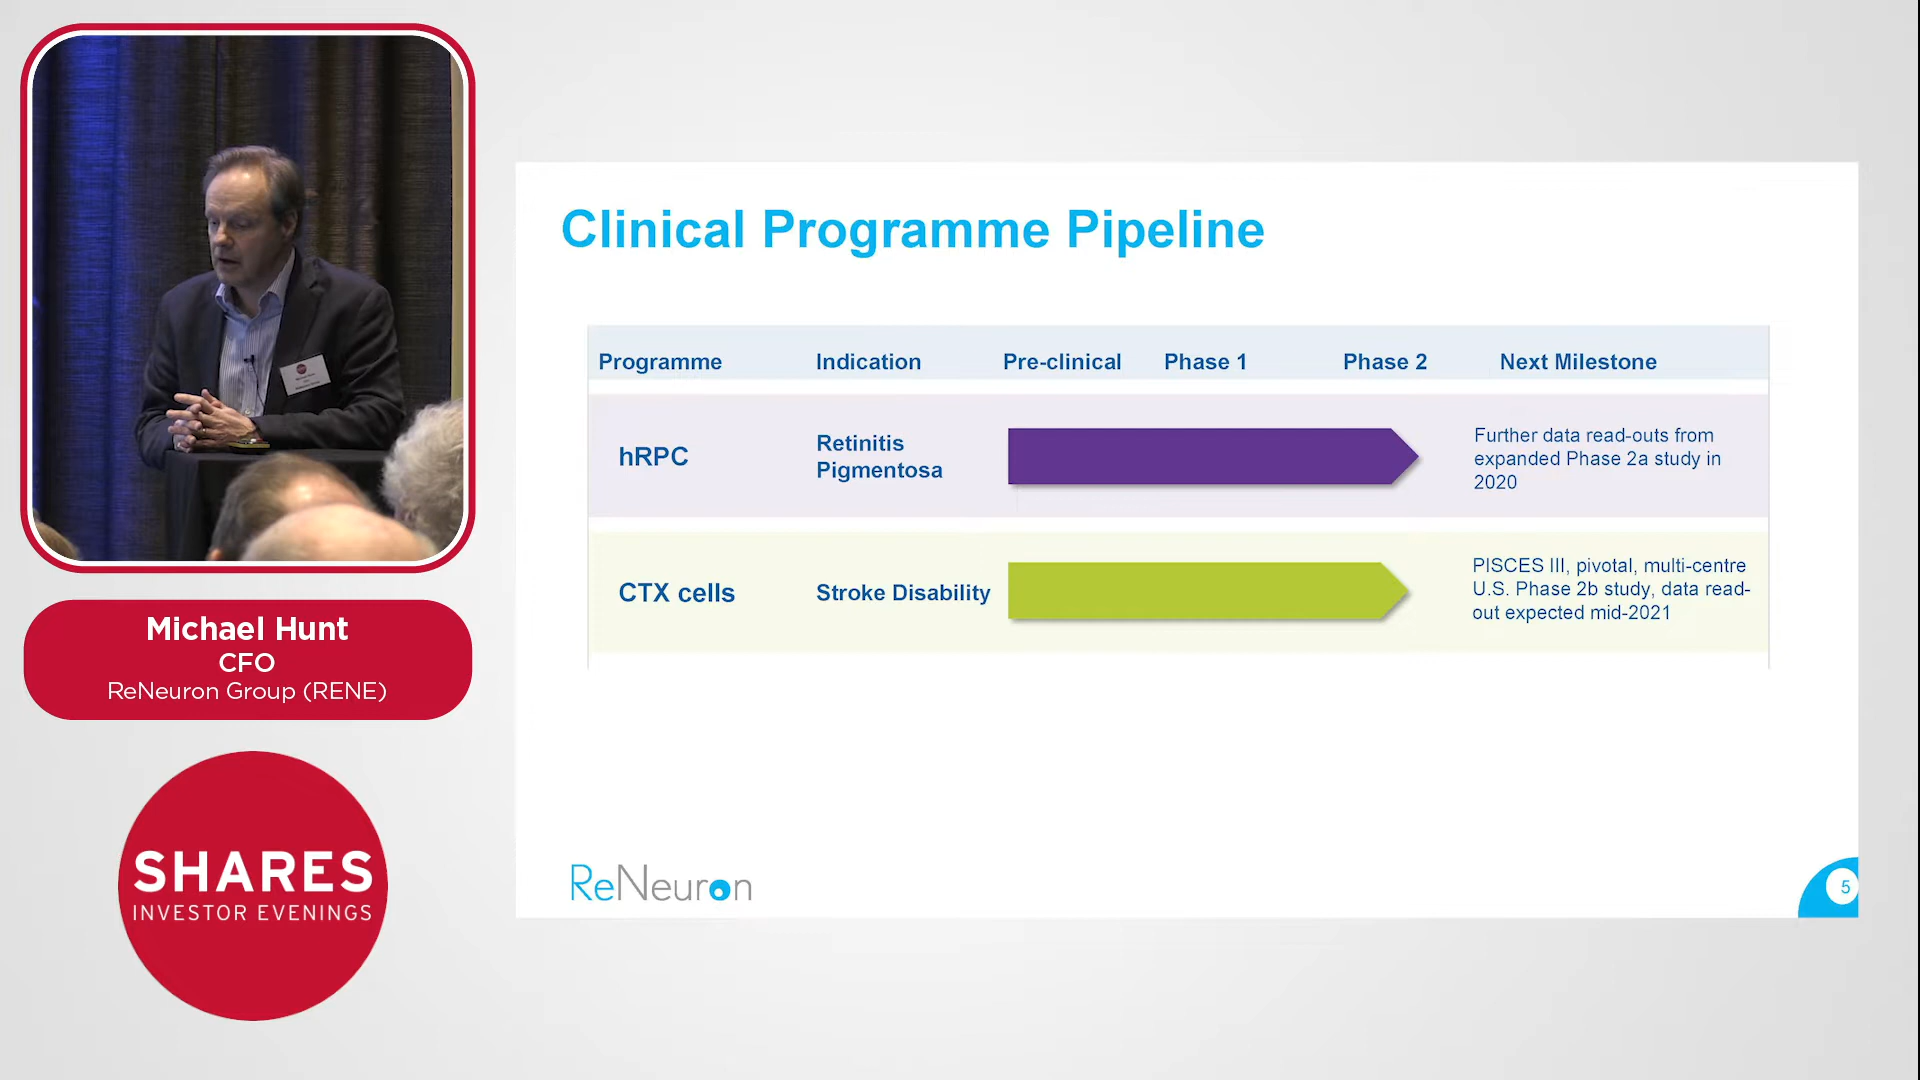 Michael Hunt
CFO
ReNeuron Group (RENE)
SHARES
INVESTOR EVENINGS
Clinical Programme Pipeline
Programme Indication Pre-clinical Phase 1 Phase 2 Next Milestone
hRPC
Retinitis
Pigmentosa
Further data read-outs from
expanded Phase 2a study in
2020
CTX cells
Stroke Disability
PISCES III, pivotal, multi-centre
U.S. Phase 2b study, data read-
out expected mid-2021
ReNeuron
5